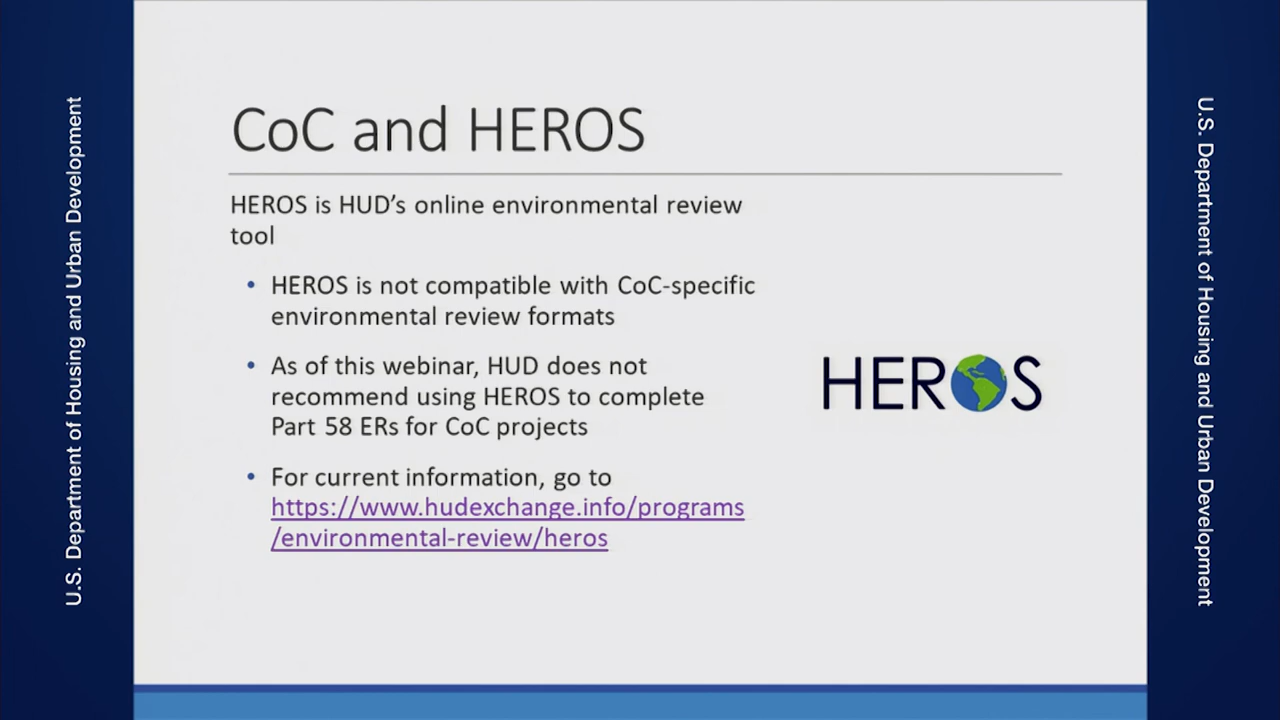 U.S. Department of Housing and Urban Development
CoC and HEROS
HEROS is HUD’s online environmental review
tool
• HEROS is not compatible with CoC-specific
environmental review formats
• As of this webinar, HUD does not
recommend using HEROS to complete
Part 58 ERs for CoC projects
• For current information, go to
https://www.hudexchange.info/programs
/environmental-review/heros
HEROS
U.S. Department of Housing and Urban Development